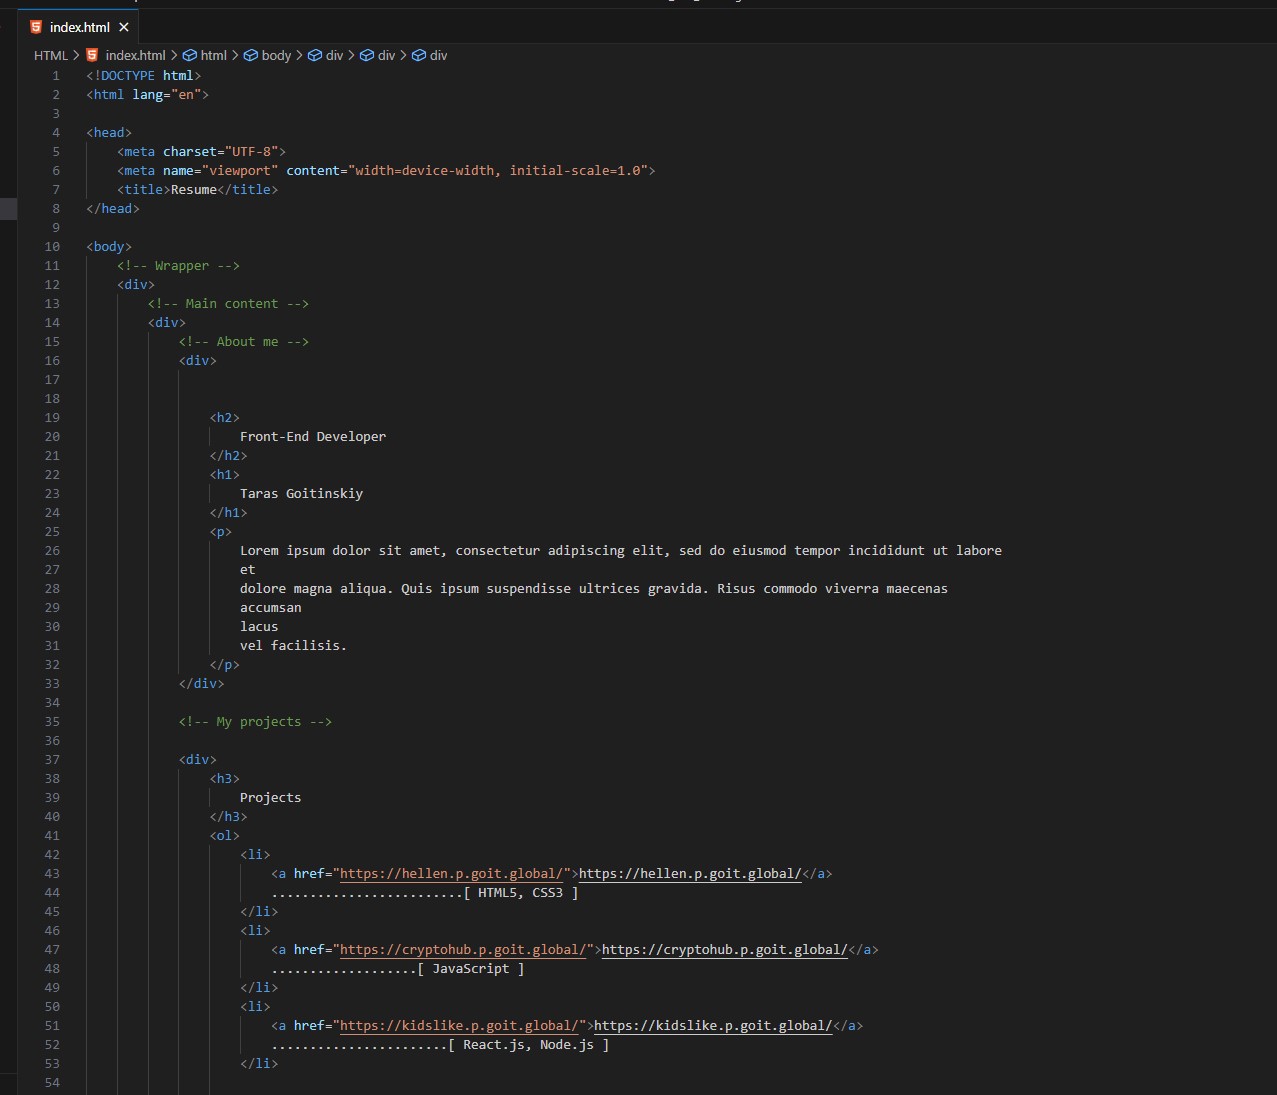 index.html
HTML > index.html > html > body > div > div > div
1 <!DOCTYPE html>
2 <html lang="en">
3
4 <head>
5 <meta charset="UTF-8">
6 <meta name="viewport" content="width=device-width, initial-scale=1.0">
7 <title>Resume</title>
8 </head>
9
10 <body>
11 <!-- Wrapper -->
12 <div>
13 <!-- Main content -->
14 <div>
15 <!-- About me -->
16 <div>
17
18
19 <h2>
20 Front-End Developer
21 </h2>
22 <h1>
23 Taras Goitinskiy
24 </h1>
25 <p>
26 Lorem ipsum dolor sit amet, consectetur adipiscing elit, sed do eiusmod tempor incididunt ut labore
27 et
28 dolore magna aliqua. Quis ipsum suspendisse ultrices gravida. Risus commodo viverra maecenas
29 accumsan
30 lacus
31 vel facilisis.
32 </p>
33 </div>
34
35 <!-- My projects -->
36
37 <div>
38 <h3>
39 Projects
40 </h3>
41 <ol>
42 <li>
43 <a href="https://hellen.p.goit.global/">https://hellen.p.goit.global/</a>
44 .........................[ HTML5, CSS3 ]
45 </li>
46 <li>
47 <a href="https://cryptohub.p.goit.global/">https://cryptohub.p.goit.global/</a>
48 ...................[ JavaScript ]
49 </li>
50 <li>
51 <a href="https://kidslike.p.goit.global/">https://kidslike.p.goit.global/</a>
52 .......................[ React.js, Node.js ]
53 </li>
54